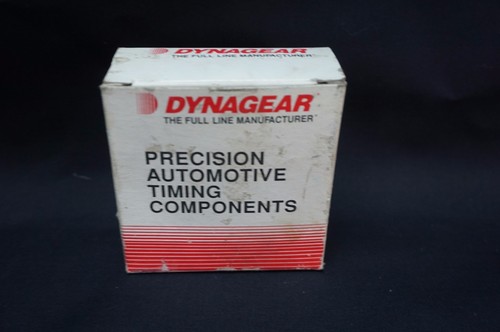 DYNAGEAR
THE FULL LINE MANUFACTURER
DYNAGEAR
THE FULL LINE MANUFACTURER
PRECISION
AUTOMOTIVE
TIMING
COMPONENTS